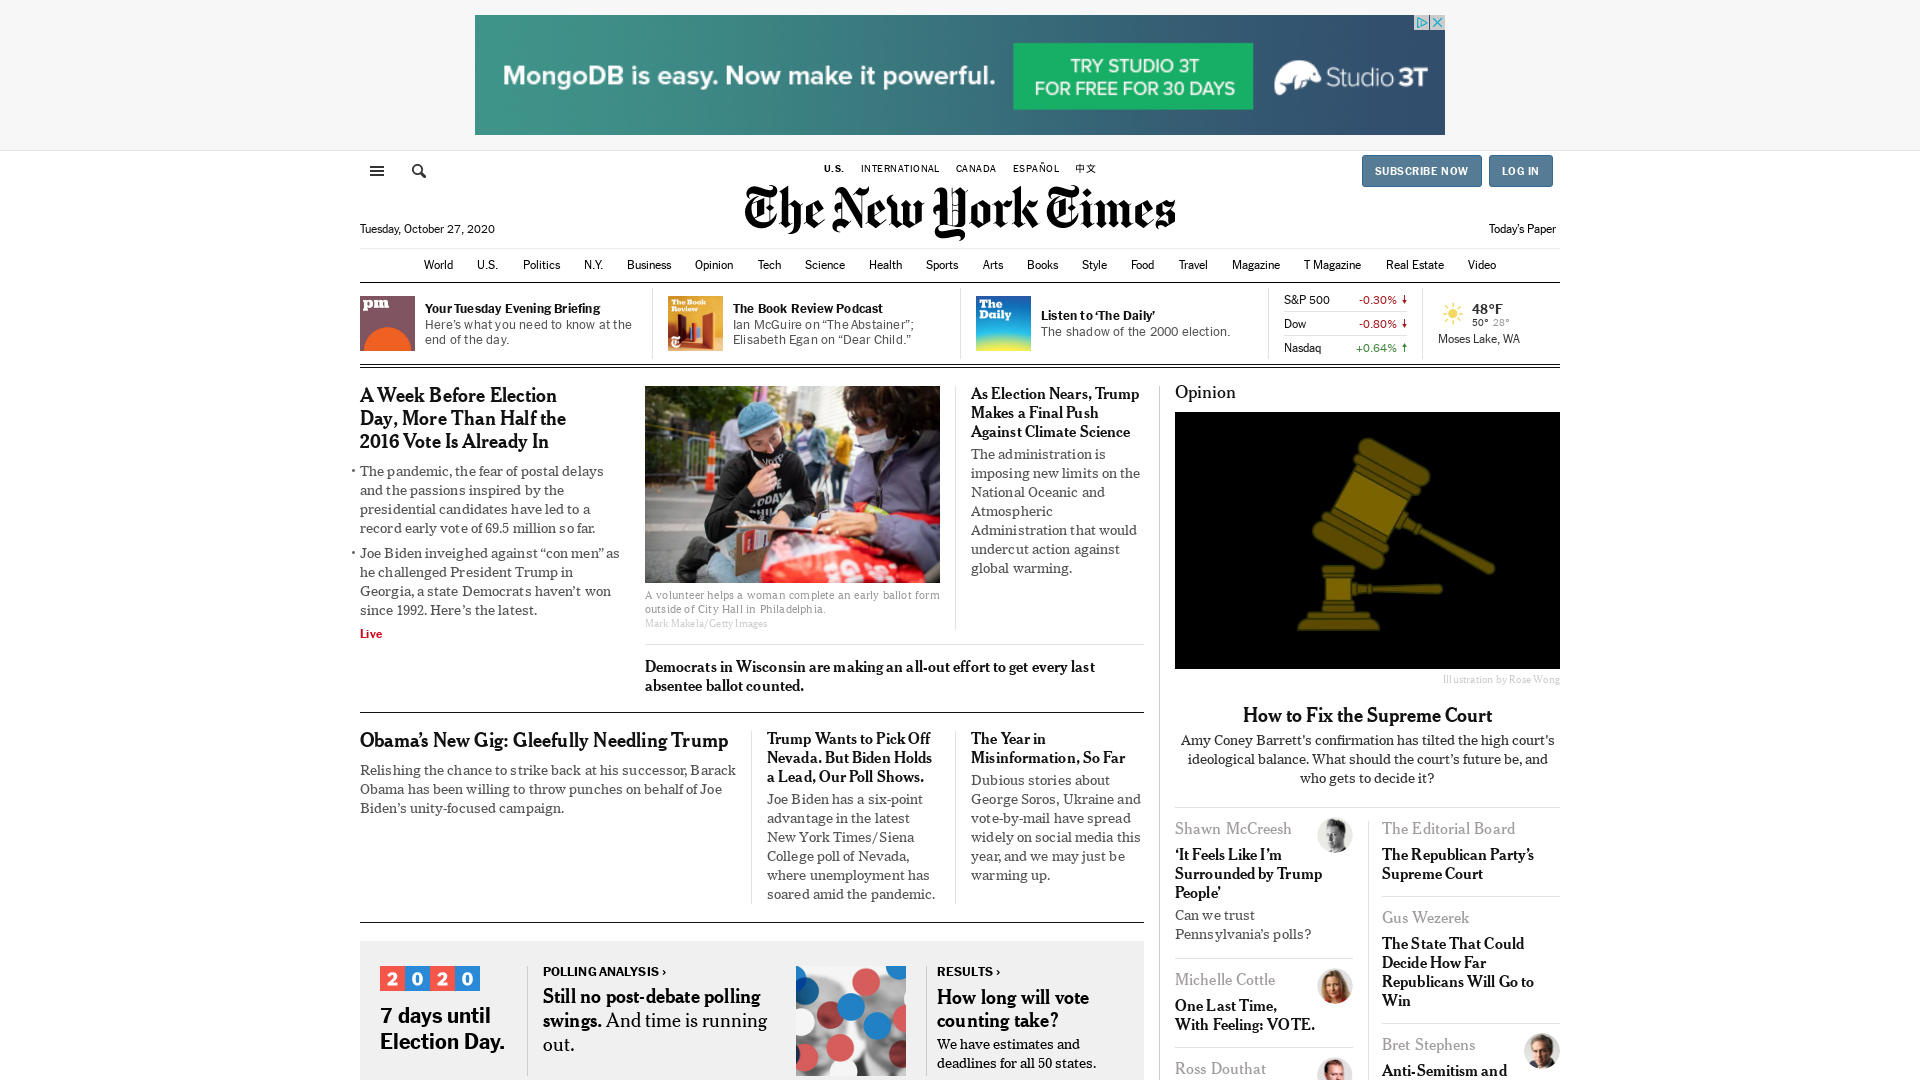 MongoDB is easy. Now make it powerful.
TRY STUDIO 3T
FOR FREE FOR 30 DAYS
Studio 3T
U.S. INTERNATIONAL CANADA ESPAÑOL 中文
SUBSCRIBE NOW
LOG IN
The New York Times
Tuesday, October 27, 2020
Today's Paper
World U.S. Politics N.Y. Business Opinion Tech Science Health Sports Arts Books Style Food Travel Magazine T Magazine Real Estate Video
pm
Your Tuesday Evening Briefing
Here's what you need to know at the
end of the day.
The Book
Review
The Book Review Podcast
Ian McGuire on “The Abstainer”;
Elisabeth Egan on “Dear Child.”
The
Daily
Listen to ‘The Daily’
The shadow of the 2000 election.
S&P 500 -0.30%
Dow -0.80%
Nasdaq +0.64%
48°F
50° 28°
Moses Lake, WA
A Week Before Election
Day, More Than Half the
2016 Vote Is Already In
• The pandemic, the fear of postal delays
and the passions inspired by the
presidential candidates have led to a
record early vote of 69.5 million so far.
• Joe Biden inveighed against “con men” as
he challenged President Trump in
Georgia, a state Democrats haven’t won
since 1992. Here’s the latest.
Live
A volunteer helps a woman complete an early ballot form
outside of City Hall in Philadelphia.
Mark Makela/Getty Images
As Election Nears, Trump
Makes a Final Push
Against Climate Science
The administration is
imposing new limits on the
National Oceanic and
Atmospheric
Administration that would
undercut action against
global warming.
Democrats in Wisconsin are making an all-out effort to get every last
absentee ballot counted.
Obama’s New Gig: Gleefully Needling Trump
Relishing the chance to strike back at his successor, Barack
Obama has been willing to throw punches on behalf of Joe
Biden’s unity-focused campaign.
Trump Wants to Pick Off
Nevada. But Biden Holds
a Lead, Our Poll Shows.
Joe Biden has a six-point
advantage in the latest
New York Times/Siena
College poll of Nevada,
where unemployment has
soared amid the pandemic.
The Year in
Misinformation, So Far
Dubious stories about
George Soros, Ukraine and
vote-by-mail have spread
widely on social media this
year, and we may just be
warming up.
2020
7 days until
Election Day.
POLLING ANALYSIS ›
Still no post-debate polling
swings. And time is running
out.
RESULTS ›
How long will vote
counting take?
We have estimates and
deadlines for all 50 states.
Opinion
Illustration by Rose Wong
How to Fix the Supreme Court
Amy Coney Barrett's confirmation has tilted the high court's
ideological balance. What should the court’s future be, and
who gets to decide it?
Shawn McCreesh
‘It Feels Like I’m
Surrounded by Trump
People’
Can we trust
Pennsylvania’s polls?
Michelle Cottle
One Last Time,
With Feeling: VOTE.
Ross Douthat
The Editorial Board
The Republican Party’s
Supreme Court
Gus Wezerek
The State That Could
Decide How Far
Republicans Will Go to
Win
Bret Stephens
Anti-Semitism and